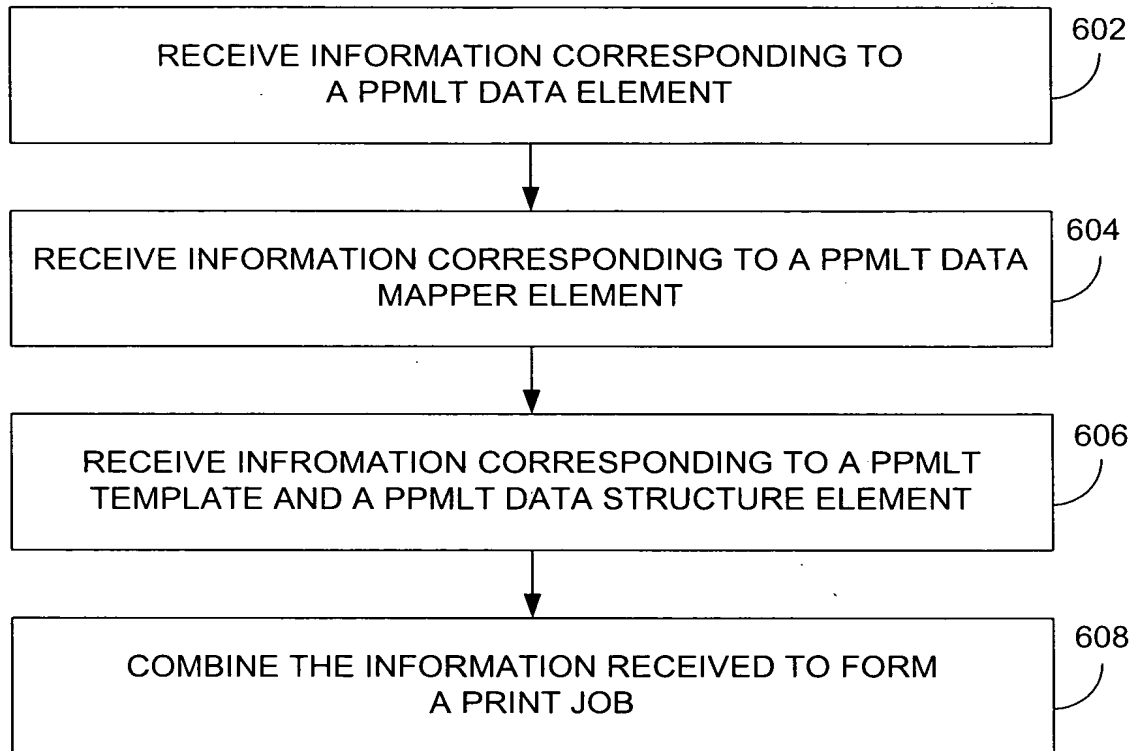 602
RECEIVE INFORMATION CORRESPONDING TO
A PPMLT DATA ELEMENT
604
RECEIVE INFORMATION CORRESPONDING TO A PPMLT DATA
MAPPER ELEMENT
606
RECEIVE INFROMATION CORRESPONDING TO A PPMLT
TEMPLATE AND A PPMLT DATA STRUCTURE ELEMENT
608
COMBINE THE INFORMATION RECEIVED TO FORM
A PRINT JOB